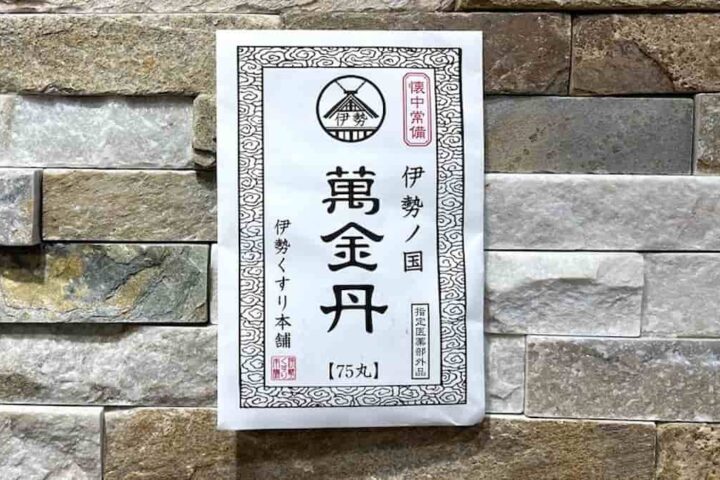 懐中常備
伊勢ノ国
指定医薬部外品
伊勢
萬金丹
【75丸】
伊勢くすり本舗